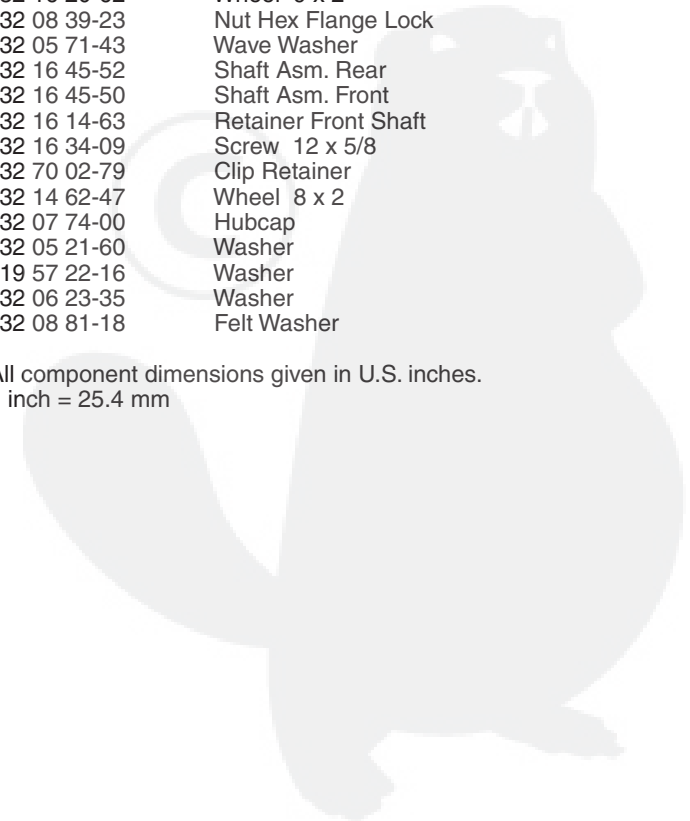 32 08 39-23 Nut Hex Flange Lock
32 05 71-43 Wave Washer
32 16 45-52 Shaft Asm. Rear
32 16 45-50 Shaft Asm. Front
32 16 14-63 Retainer Front Shaft
32 16 34-09 Screw 12 x 5/8
32 70 02-79 Clip Retainer
32 14 62-47 Wheel 8 x 2
32 07 74-00 Hubcap
32 05 21-60 Washer
19 57 22-16 Washer
32 06 23-35 Washer
32 08 81-18 Felt Washer
All component dimensions given in U.S. inches.
inch = 25.4 mm
©